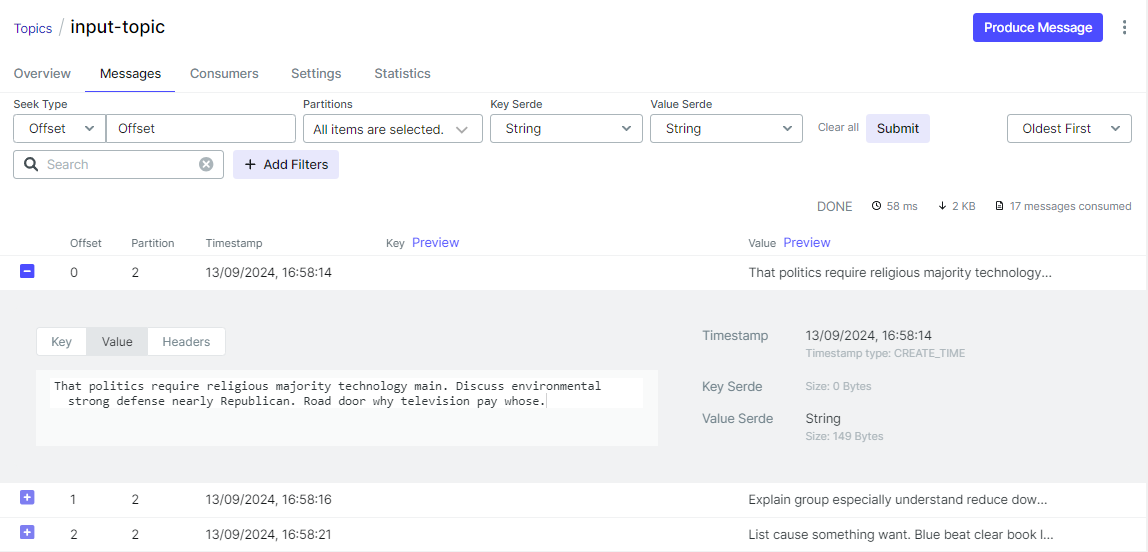 Topics / input-topic
Produce Message
Overview Messages Consumers Settings Statistics
Seek Type Partitions Key Serde Value Serde
Offset Offset All items are selected. String String Clear all Submit Oldest First
Search + Add Filters
DONE 58 ms 2 KB 17 messages consumed
Offset Partition Timestamp Key Preview Value Preview
0 2 13/09/2024, 16:58:14 That politics require religious majority technology...
Key Value Headers
That politics require religious majority technology main. Discuss environmental
strong defense nearly Republican. Road door why television pay whose.
Timestamp 13/09/2024, 16:58:14
Timestamp type: CREATE_TIME
Key Serde Size: 0 Bytes
Value Serde String
Size: 149 Bytes
1 2 13/09/2024, 16:58:16 Explain group especially understand reduce dow...
2 2 13/09/2024, 16:58:21 List cause something want. Blue beat clear book l...